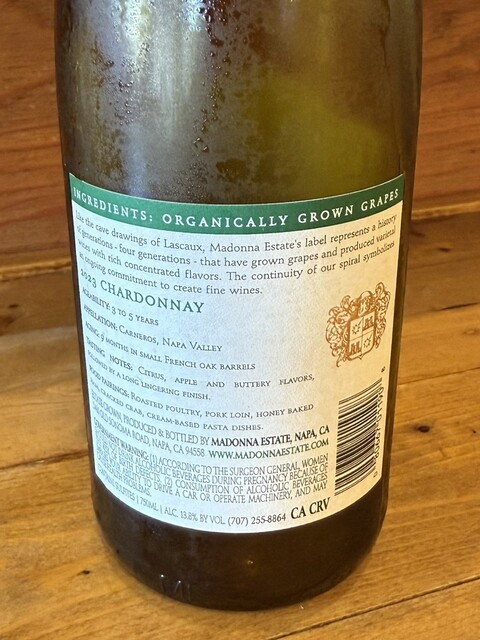 INGREDIENTS: ORGANICALLY GROWN GRAPES
Like the cave drawings of Lascaux, Madonna Estate's label represents a history
of generations - four generations - that have grown grapes and produced varietal
wines with rich concentrated flavors. The continuity of our spiral symbolizes
an ongoing commitment to create fine wines.
2023 CHARDONNAY
AGEABILITY: 3 TO 5 YEARS
APPELLATION: CARNEROS, NAPA VALLEY
AGING: 9 MONTHS IN SMALL FRENCH OAK BARRELS
TASTING NOTES: CITRUS, APPLE AND BUTTERY FLAVORS,
FOLLOWED BY A LONG LINGERING FINISH.
FOOD PAIRINGS: ROASTED POULTRY, PORK LOIN, HONEY BAKED
HAM, CRACKED CRAB, CREAM-BASED PASTA DISHES.
GROWN, PRODUCED & BOTTLED BY MADONNA ESTATE, NAPA, CA
OLD SONOMA ROAD, NAPA, CA 94558 WWW.MADONNAESTATE.COM
GOVERNMENT WARNING: (1) ACCORDING TO THE SURGEON GENERAL, WOMEN
SHOULD NOT DRINK ALCOHOLIC BEVERAGES DURING PREGNANCY BECAUSE OF
THE RISK OF BIRTH DEFECTS. (2) CONSUMPTION OF ALCOHOLIC BEVERAGES
IMPAIRS YOUR ABILITY TO DRIVE A CAR OR OPERATE MACHINERY, AND MAY
CAUSE HEALTH PROBLEMS.
CONTAINS SULFITES | 750ML | ALC. 13.8% BY VOL. (707) 255-8864 CA CRV